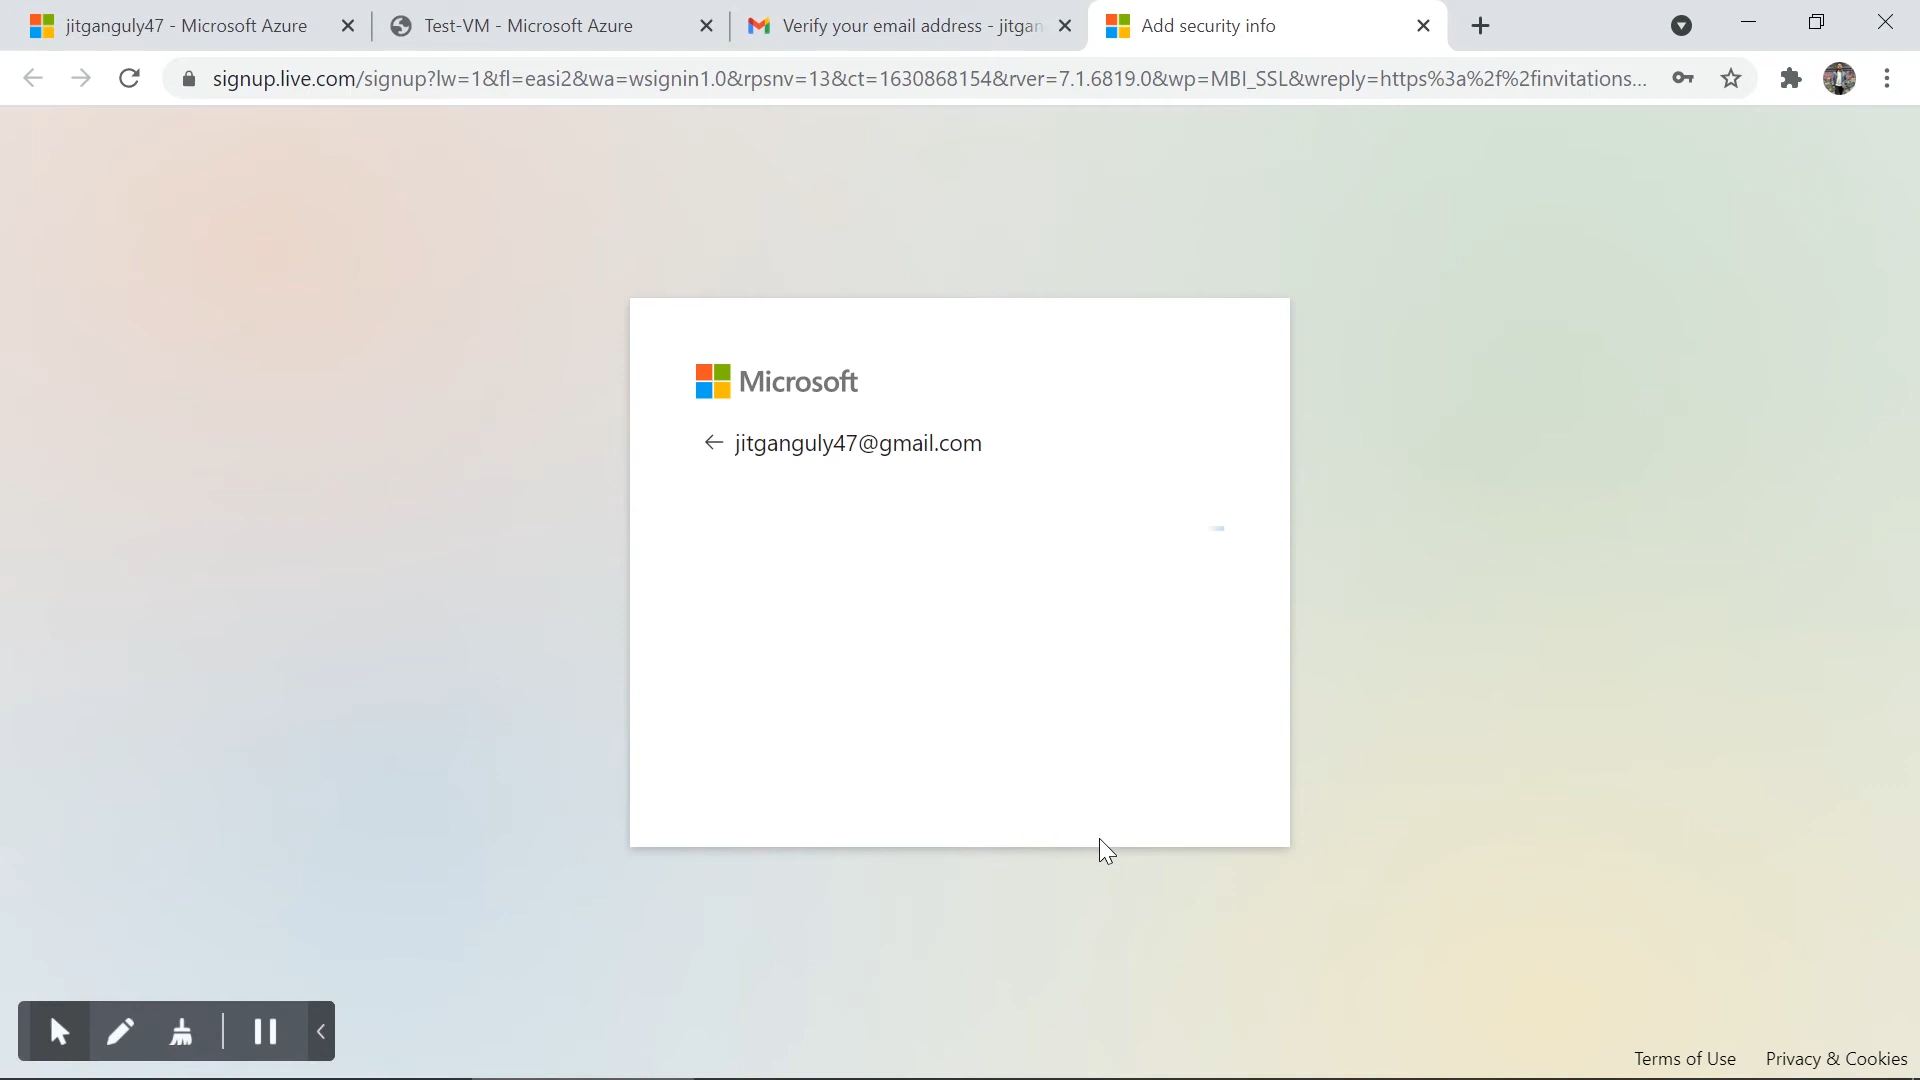 jitganguly47 - Microsoft Azure
Test-VM - Microsoft Azure
Verify your email address - jitgan
Add security info
signup.live.com/signup?lw=1&fl=easi2&wa=wsignin1.0&rpsnv=13&ct=1630868154&rver=7.1.6819.0&wp=MBI_SSL&wreply=https%3a%2f%2finvitations...
Microsoft
jitganguly47@gmail.com
Terms of Use
Privacy & Cookies